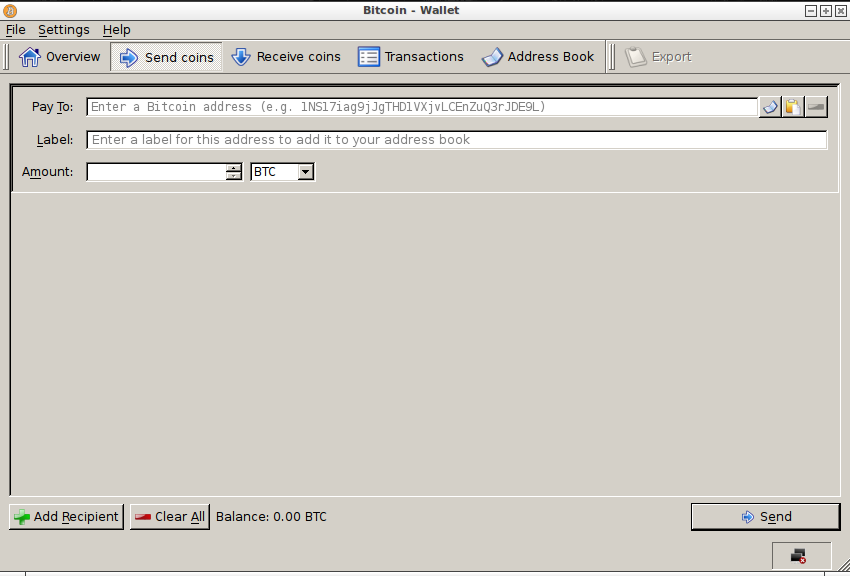 Bitcoin - Wallet
File Settings Help
Overview Send coins Receive coins Transactions Address Book Export
Pay To: Enter a Bitcoin address (e.g. 1NS17iag9jJgTHD1VXjvLCEnZuQ3rJDE9L)
Label: Enter a label for this address to add it to your address book
Amount: BTC
Add Recipient Clear All Balance: 0.00 BTC Send